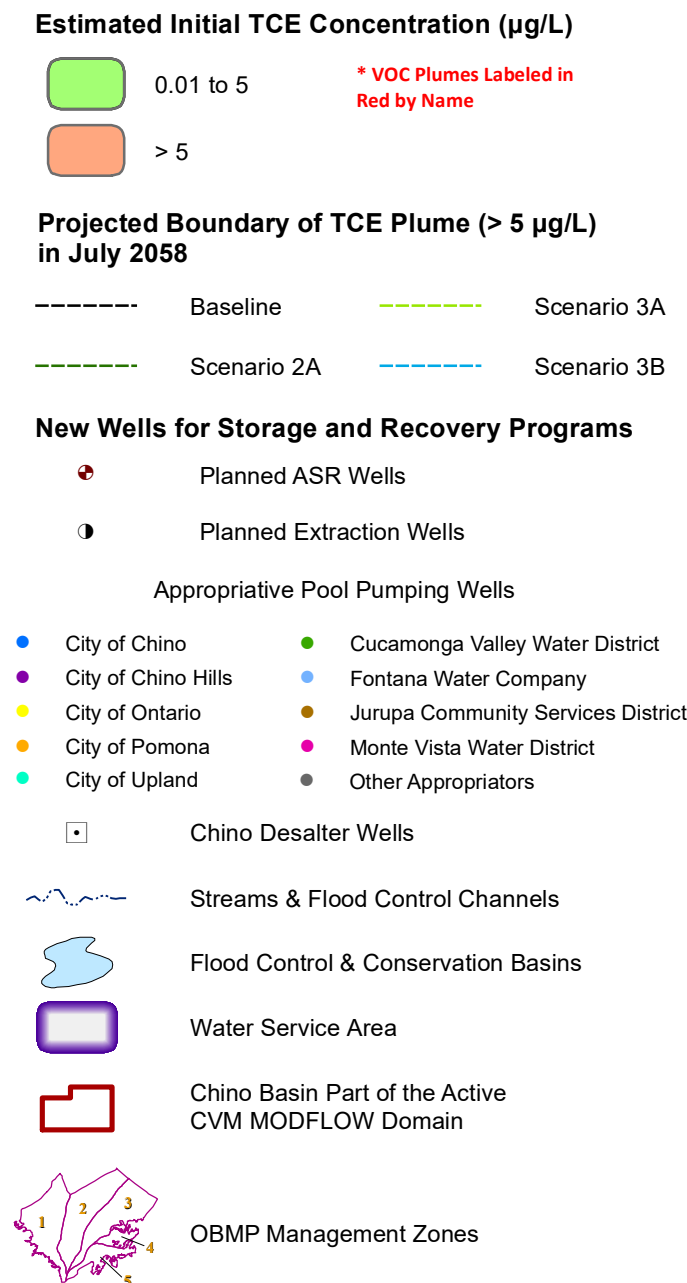 Estimated Initial TCE Concentration (µg/L)
0.01 to 5
* VOC Plumes Labeled in
Red by Name
> 5
Projected Boundary of TCE Plume (> 5 µg/L)
in July 2058
Baseline
Scenario 3A
Scenario 2A
Scenario 3B
New Wells for Storage and Recovery Programs
Planned ASR Wells
Planned Extraction Wells
Appropriative Pool Pumping Wells
City of Chino
Cucamonga Valley Water District
City of Chino Hills
Fontana Water Company
City of Ontario
Jurupa Community Services District
City of Pomona
Monte Vista Water District
City of Upland
Other Appropriators
Chino Desalter Wells
Streams & Flood Control Channels
Flood Control & Conservation Basins
Water Service Area
Chino Basin Part of the Active
CVM MODFLOW Domain
1
2
3
4
5
OBMP Management Zones